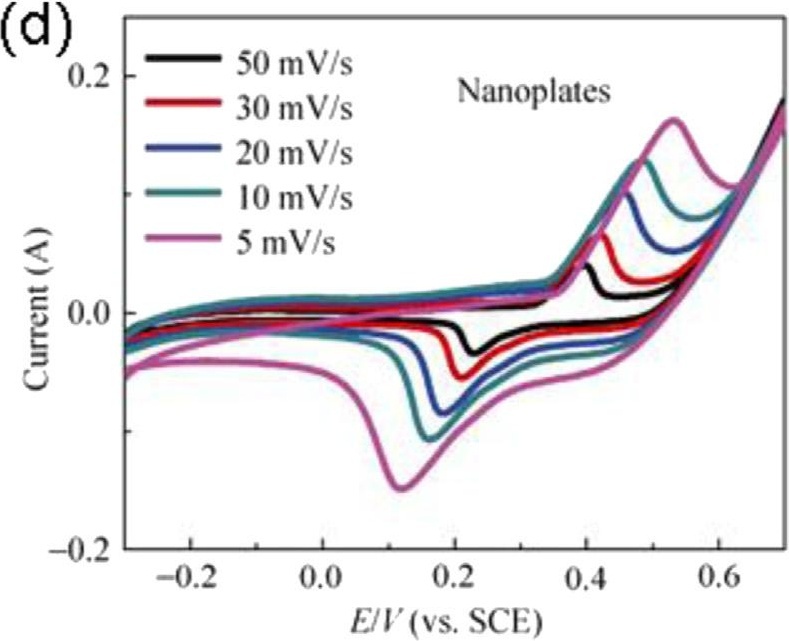 (d)
50 mV/s
30 mV/s
20 mV/s
10 mV/s
5 mV/s
Nanoplates
0.2
0.0
−0.2
Current (A)
−0.2 0.0 0.2 0.4 0.6
E/V (vs. SCE)